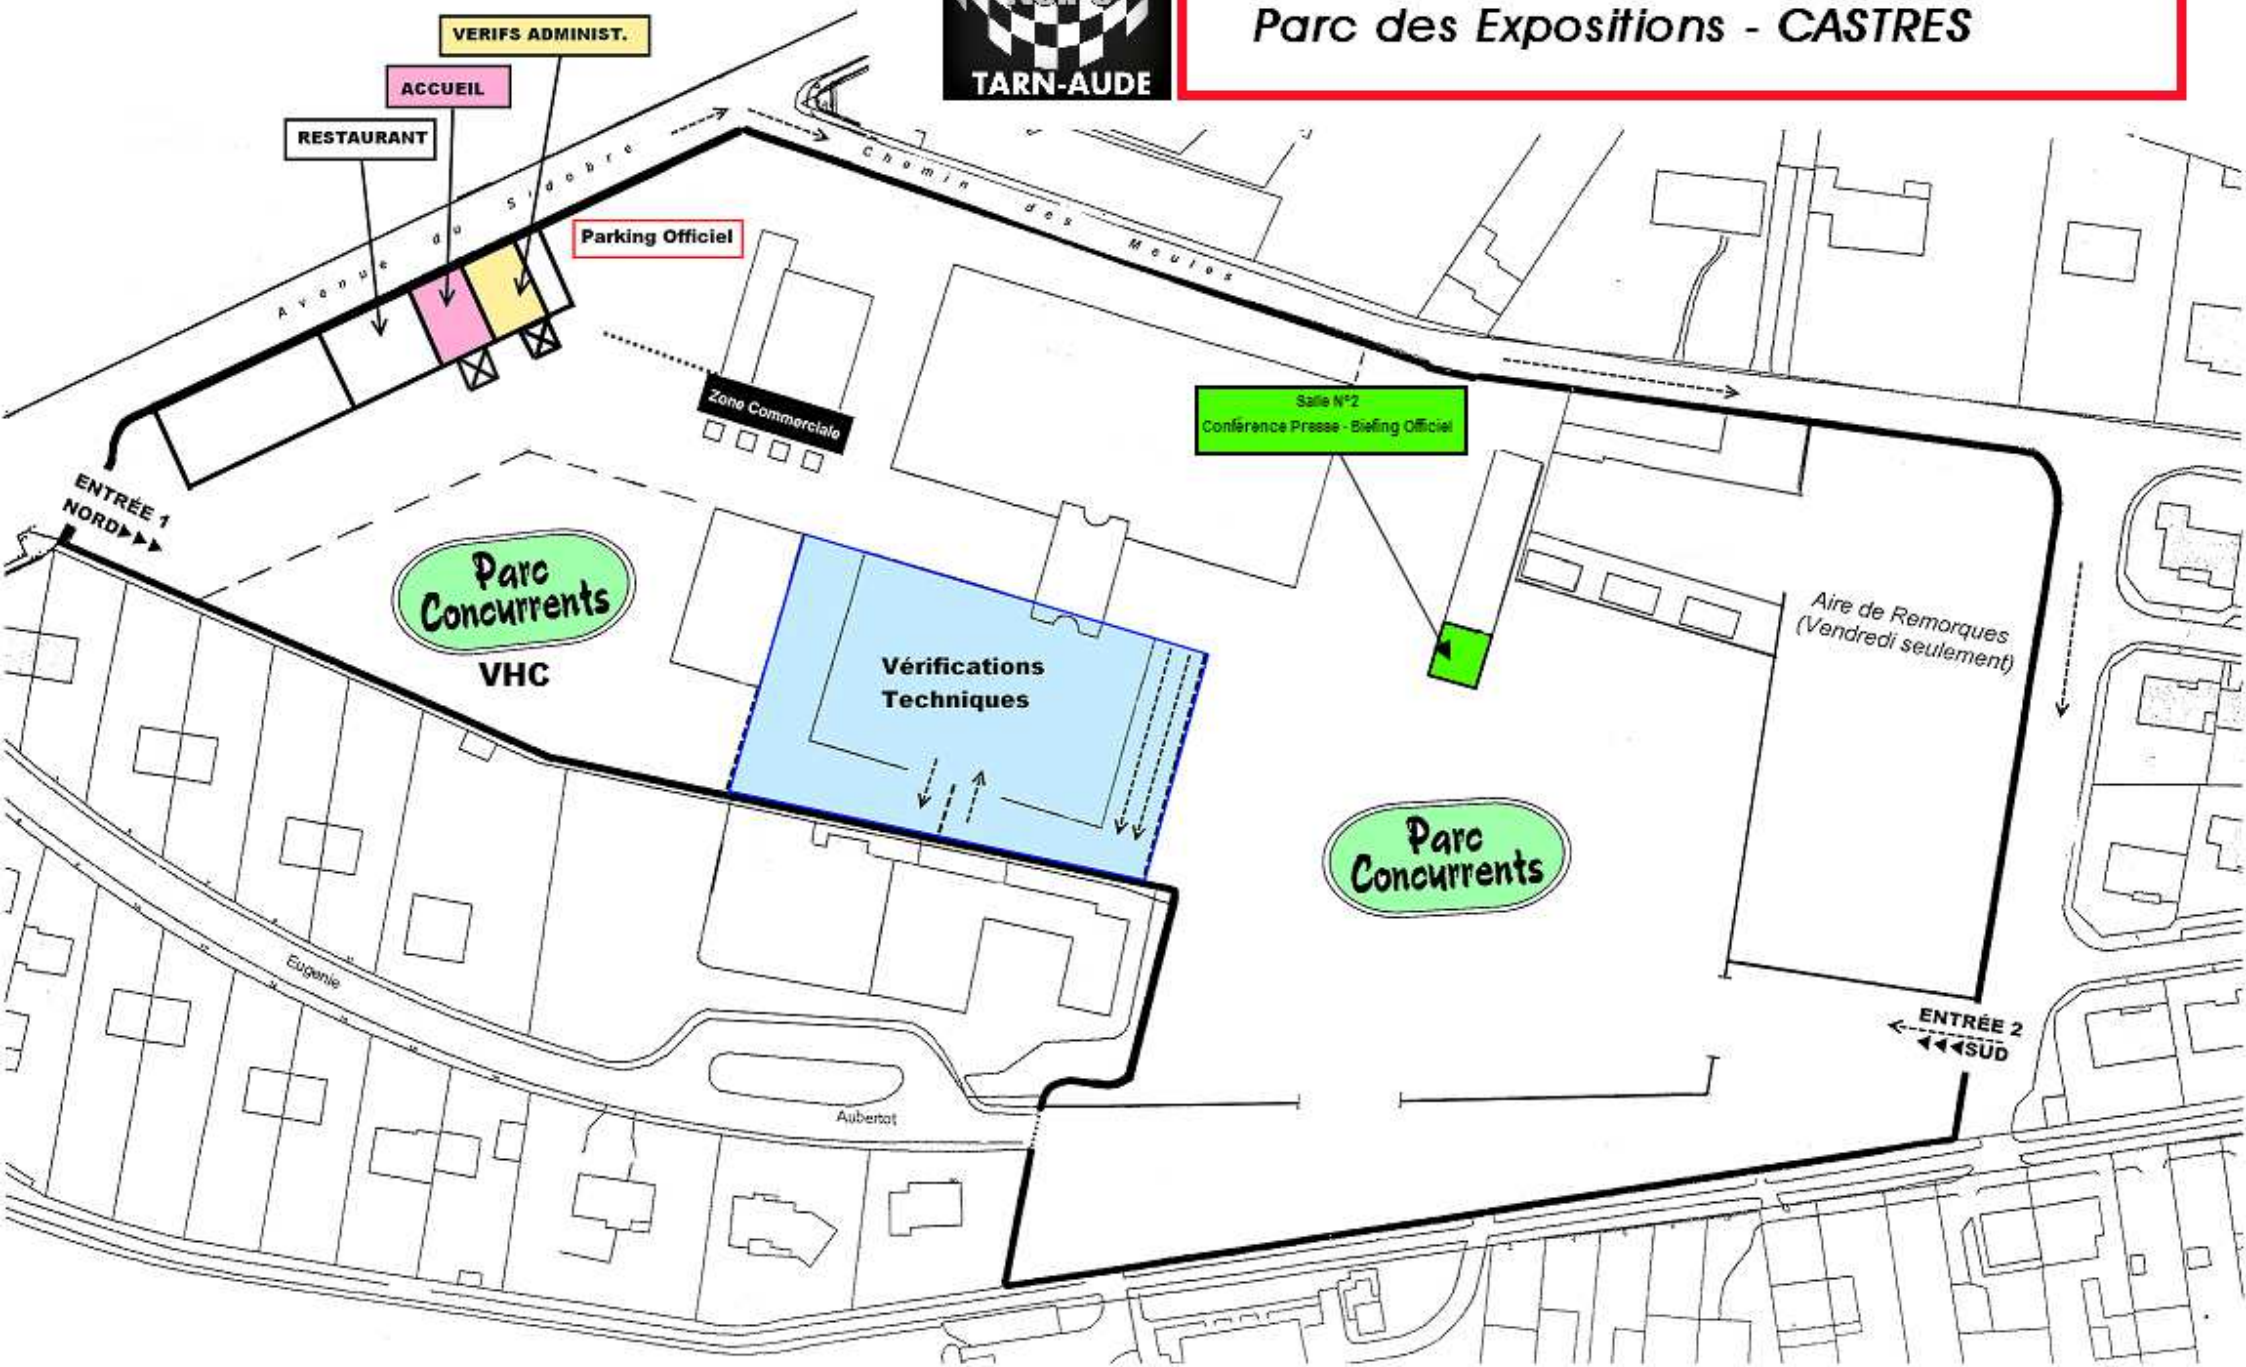 TARN-AUDE
Parc des Expositions - CASTRES
VERIFS ADMINIST.
ACCUEIL
RESTAURANT
Avenue du Sidobre
Chemin des Meules
Parking Officiel
Zone Commerciale
Salle N°2
Conférence Presse - Biefing Officiel
ENTRÉE 1
NORD
Parc
Concurrents
VHC
Vérifications
Techniques
Aire de Remorques
(Vendredi seulement)
Parc
Concurrents
Eugenie
Aubertot
ENTRÉE 2
SUD